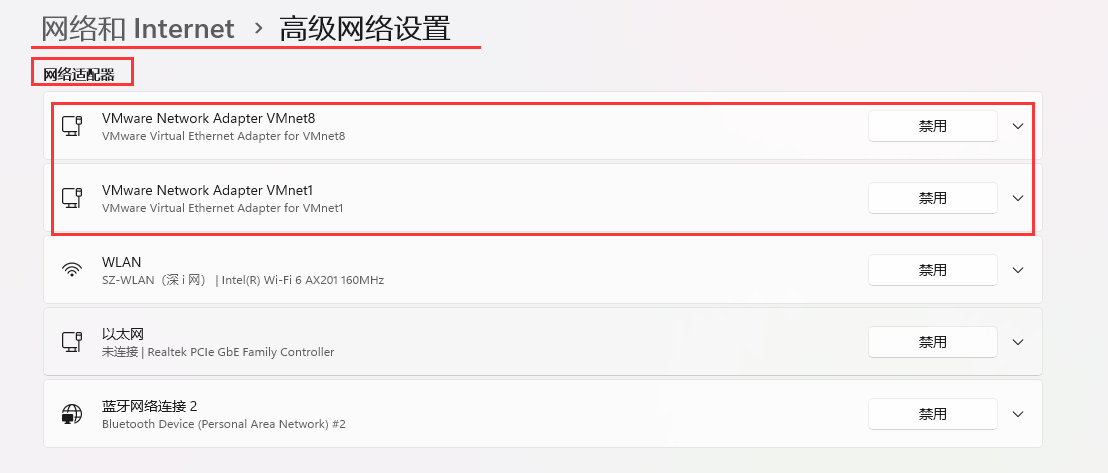 网络和 Internet › 高级网络设置
网络适配器
VMware Network Adapter VMnet8
VMware Virtual Ethernet Adapter for VMnet8
禁用
VMware Network Adapter VMnet1
VMware Virtual Ethernet Adapter for VMnet1
禁用
WLAN
SZ-WLAN（深 i 网） | Intel(R) Wi-Fi 6 AX201 160MHz
禁用
以太网
未连接 | Realtek PCIe GbE Family Controller
禁用
蓝牙网络连接 2
Bluetooth Device (Personal Area Network) #2
禁用